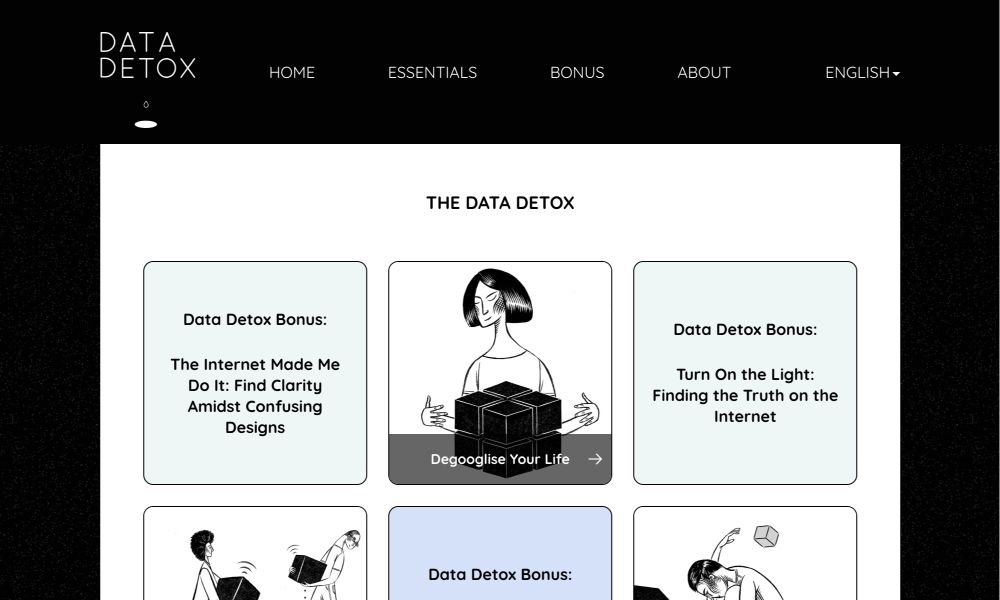 DATA
DETOX
HOME
ESSENTIALS
BONUS
ABOUT
ENGLISH
THE DATA DETOX
Data Detox Bonus:
The Internet Made Me
Do It: Find Clarity
Amidst Confusing
Designs
Degooglise Your Life
Data Detox Bonus:
Turn On the Light:
Finding the Truth on the
Internet
Data Detox Bonus: